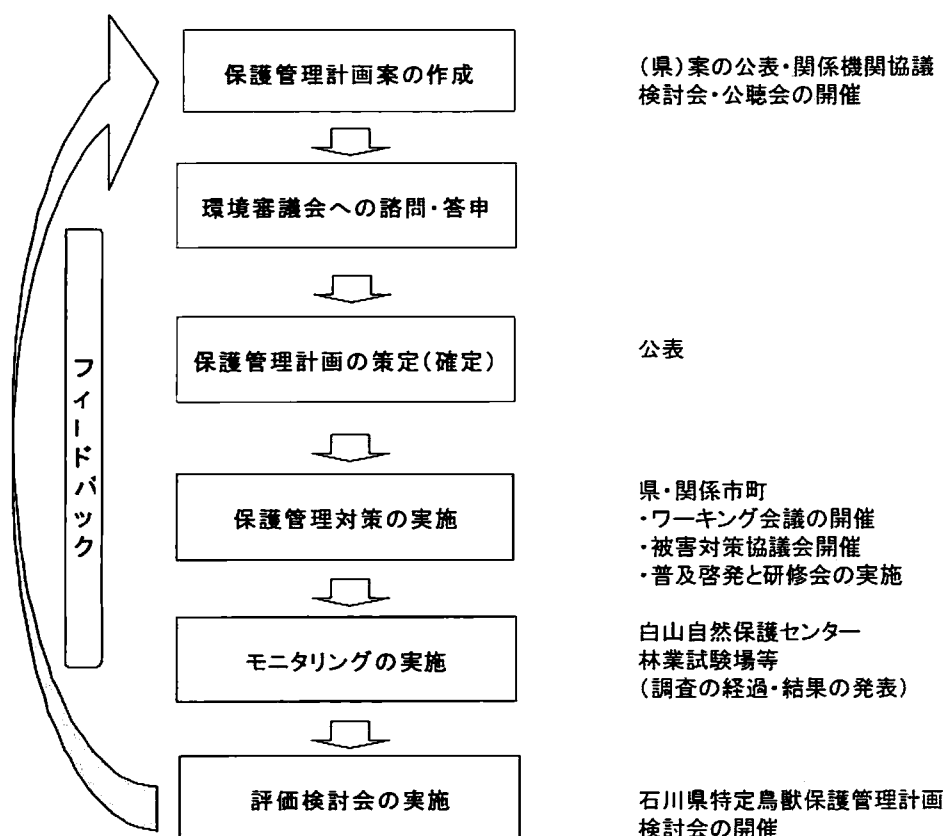 保護管理計画案の作成
(県)案の公表・関係機関協議
検討会・公聴会の開催
環境審議会への諮問・答申
保護管理計画の策定(確定)
公表
フィードバック
保護管理対策の実施
県・関係市町
・ワーキング会議の開催
・被害対策協議会開催
・普及啓発と研修会の実施
モニタリングの実施
白山自然保護センター
林業試験場等
(調査の経過・結果の発表)
評価検討会の実施
石川県特定鳥獣保護管理計画
検討会の開催